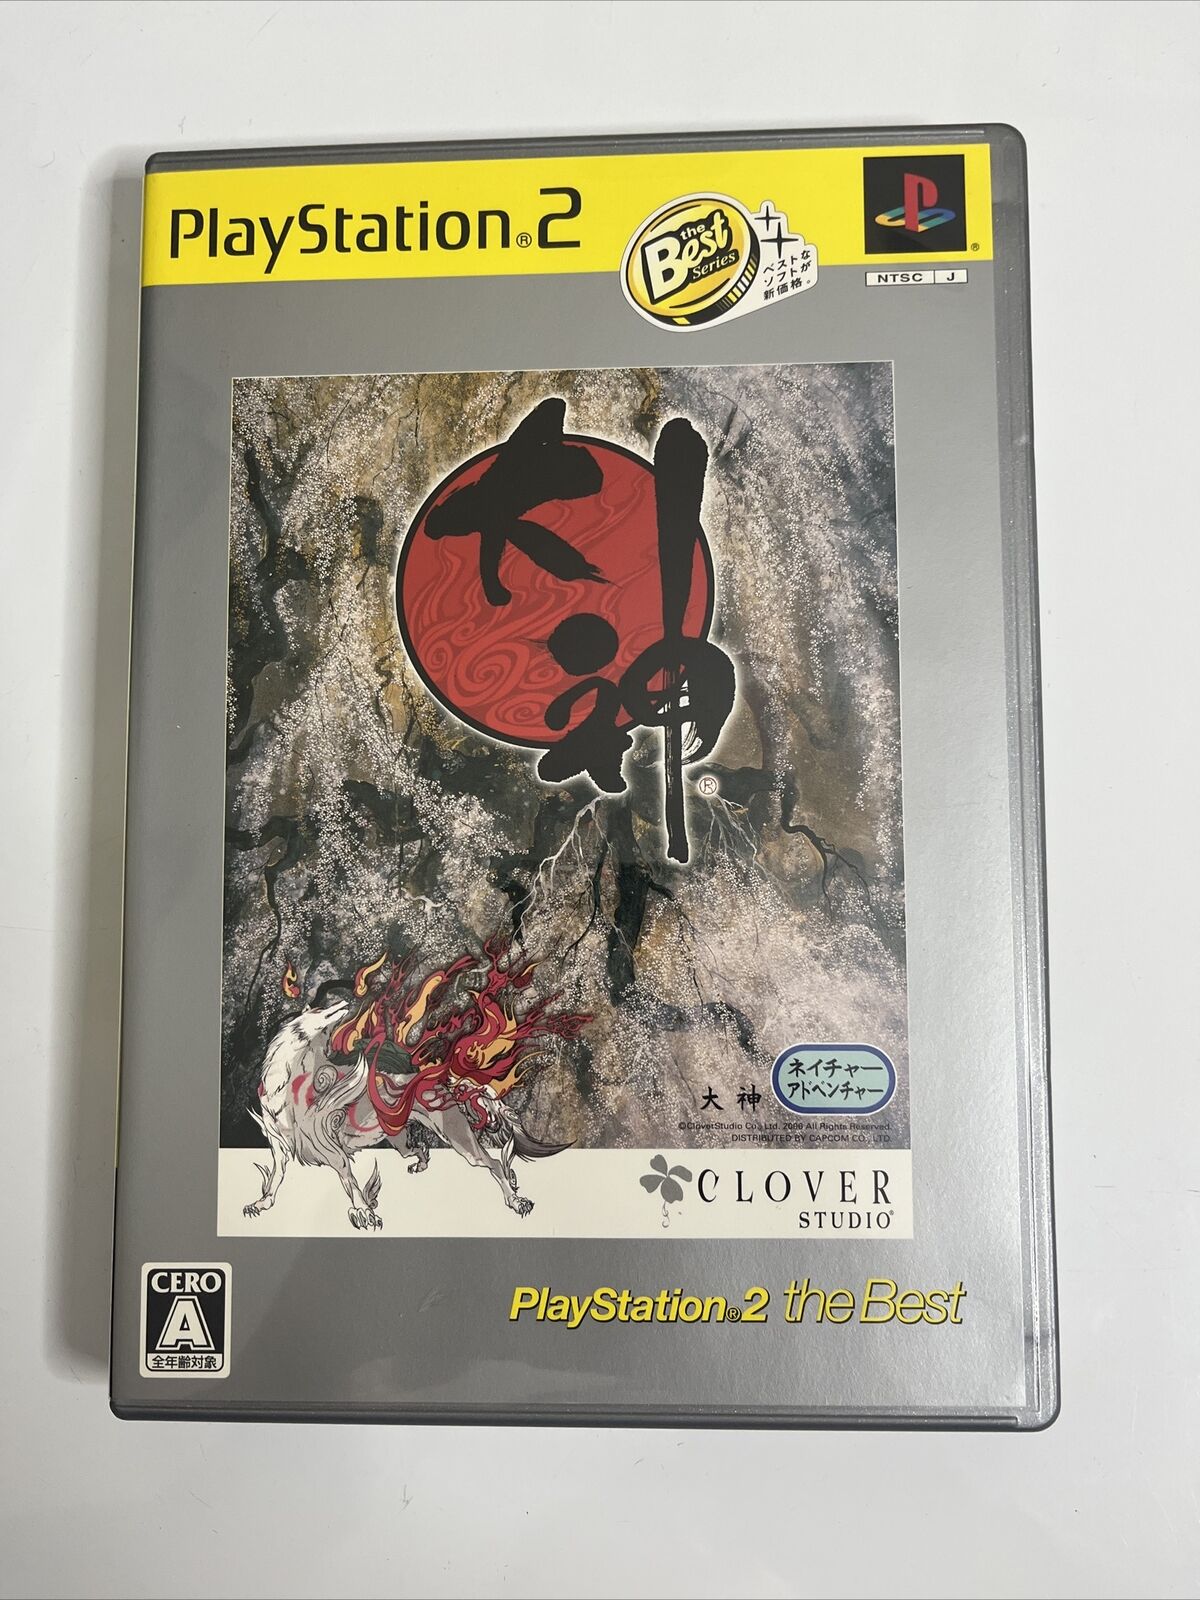 PlayStation®2
the
Best
Series
ベストな
ソフトが
新価格。
®
NTSC J
大神
®
ネイチャー
アドベンチャー
大神
©CloverStudio Co., Ltd. 2006 All Rights Reserved.
DISTRIBUTED BY CAPCOM CO., LTD.
CLOVER
STUDIO®
PlayStation®2 the Best
CERO
A
全年齢対象